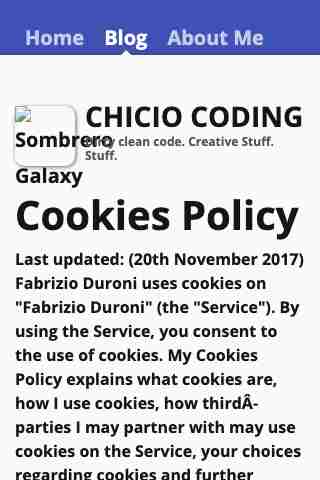 Home Blog About Me
CHICIO CODING
Sombrero
Galaxy
clean code. Creative Stuff.
Stuff.
Cookies Policy
Last updated: (20th November 2017)
Fabrizio Duroni uses cookies on
"Fabrizio Duroni" (the "Service"). By
using the Service, you consent to
the use of cookies. My Cookies
Policy explains what cookies are,
how I use cookies, how thirdÂ-
parties I may partner with may use
cookies on the Service, your choices
regarding cookies and further